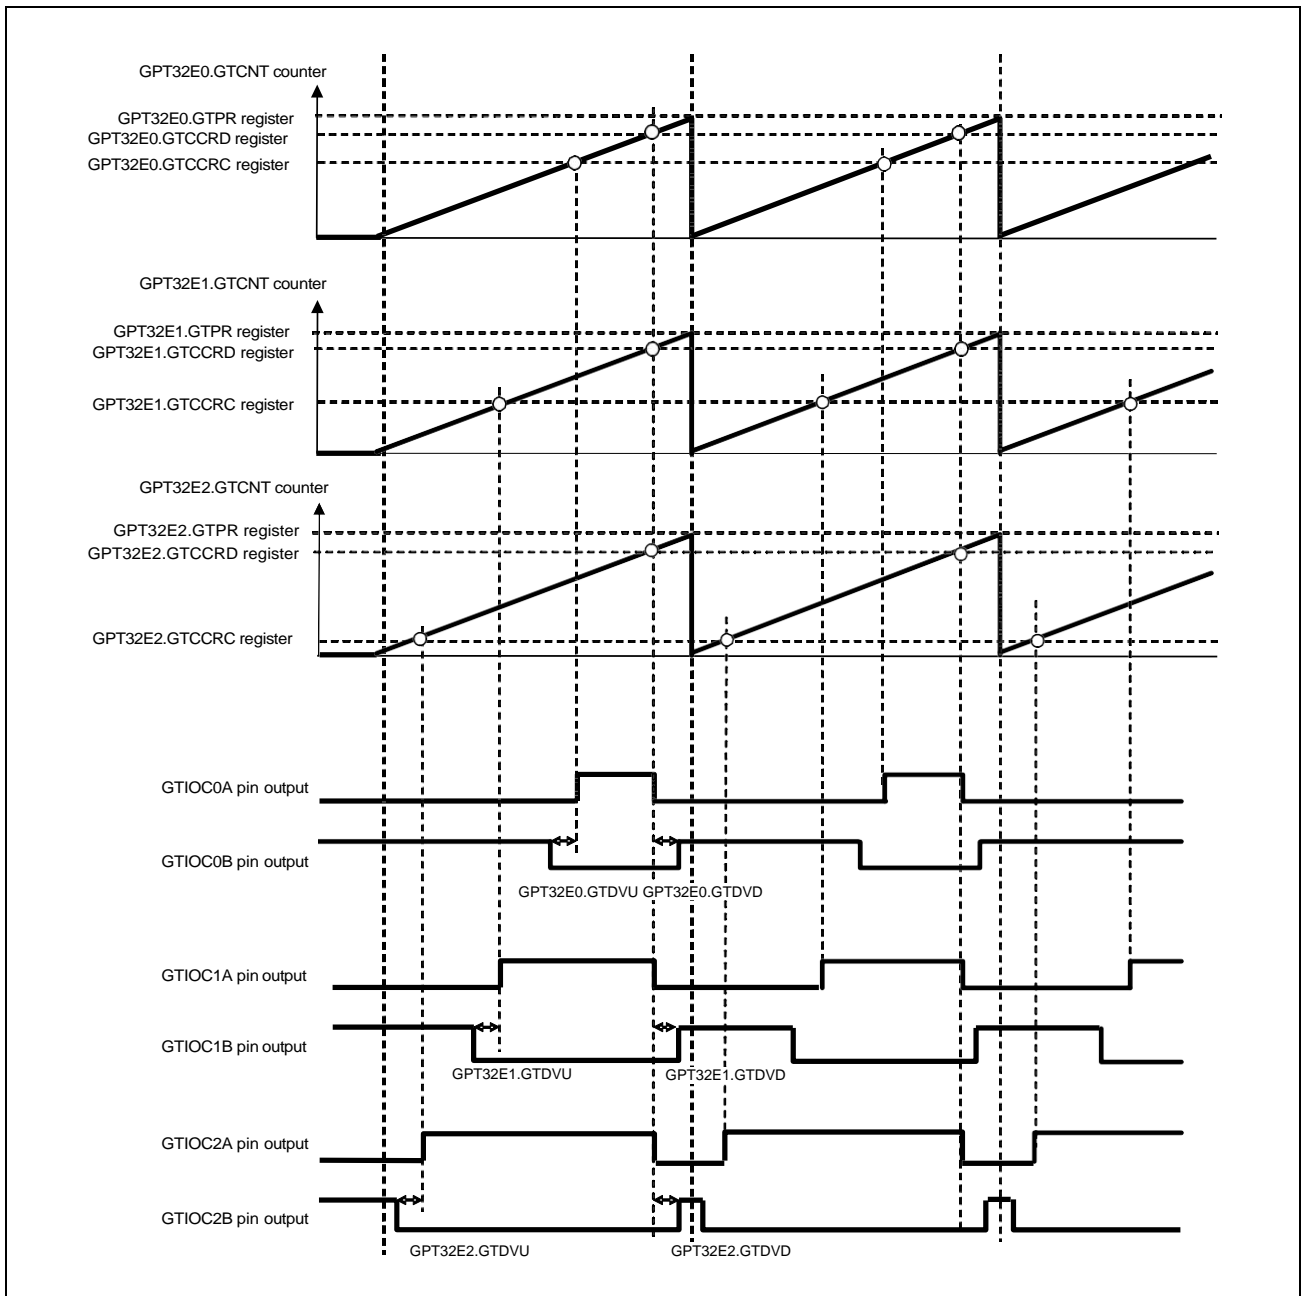 GPT32E0.GTCNT counter
GPT32E0.GTPR register
GPT32E0.GTCCRD register
GPT32E0.GTCCRC register
GPT32E1.GTCNT counter
GPT32E1.GTPR register
GPT32E1.GTCCRD register
GPT32E1.GTCCRC register
GPT32E2.GTCNT counter
GPT32E2.GTPR register
GPT32E2.GTCCRD register
GPT32E2.GTCCRC register
GTIOC0A pin output
GTIOC0B pin output
GPT32E0.GTDVU GPT32E0.GTDVD
GTIOC1A pin output
GTIOC1B pin output
GPT32E1.GTDVU GPT32E1.GTDVD
GTIOC2A pin output
GTIOC2B pin output
GPT32E2.GTDVU GPT32E2.GTDVD